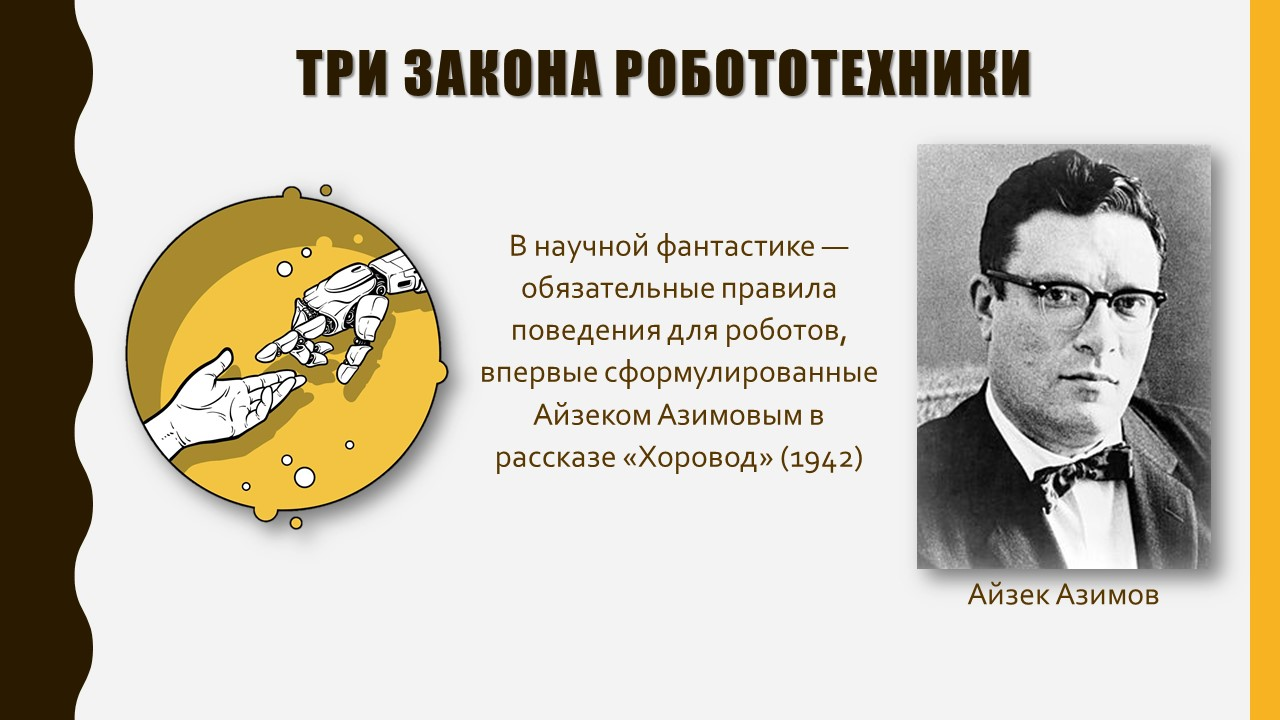 ТРИ ЗАКОНА РОБОТОТЕХНИКИ
В научной фантастике —
обязательные правила
поведения для роботов,
впервые сформулированные
Айзеком Азимовым в
рассказе «Хоровод» (1942)
Айзек Азимов